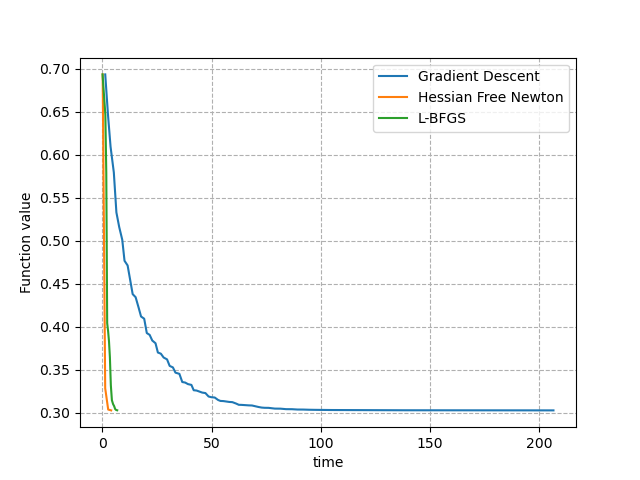 0.70
0.65
0.60
0.55
0.50
0.45
0.40
0.35
0.30
Function value
Gradient Descent
Hessian Free Newton
L-BFGS
0 50 100 150 200
time